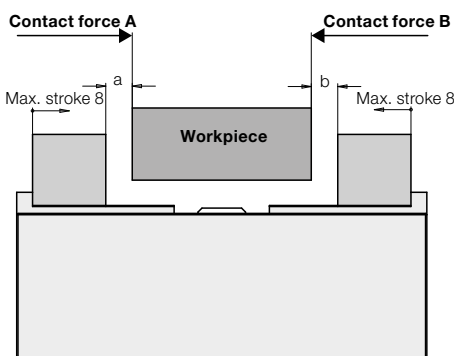 Contact force A
Contact force B
a
b
Max. stroke 8
Max. stroke 8
Workpiece